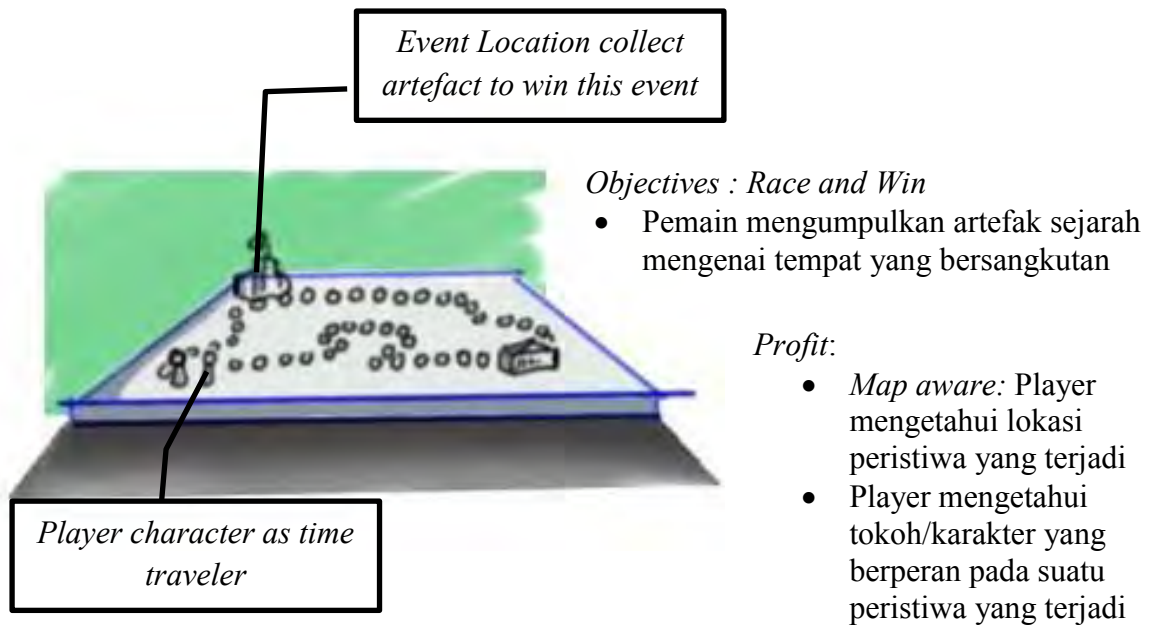 Event Location collect
artefact to win this event
Objectives : Race and Win
• Pemain mengumpulkan artefak sejarah
mengenai tempat yang bersangkutan
Profit:
• Map aware: Player
mengetahui lokasi
peristiwa yang terjadi
• Player mengetahui
tokoh/karakter yang
berperan pada suatu
peristiwa yang terjadi
Player character as time
traveler